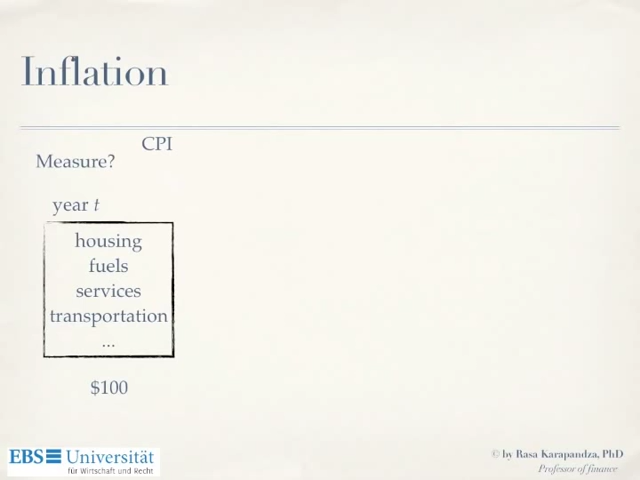 Inflation
CPI
Measure?
year t
housing
fuels
services
transportation
...
$100
EBS Universität
für Wirtschaft und Recht
© by Rasa Karapandza, PhD
Professor of finance